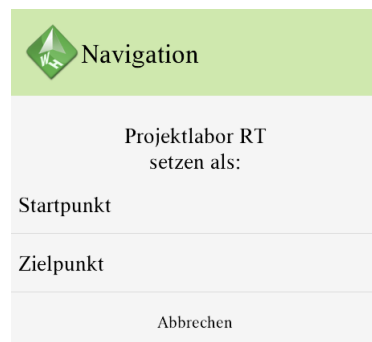 Navigation
Projektlabor RT
setzen als:
Startpunkt
Zielpunkt
Abbrechen